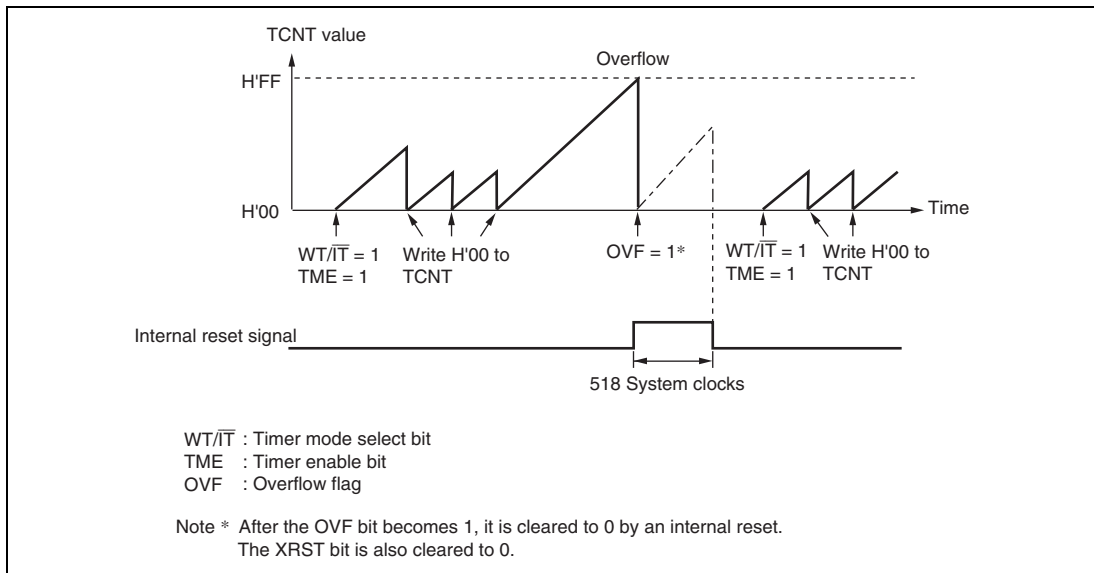 TCNT value
Overflow
H'FF
H'00
Time
WT/I̅T̅ = 1
TME = 1
Write H'00 to
TCNT
OVF = 1*
WT/I̅T̅ = 1
TME = 1
Write H'00 to
TCNT
Internal reset signal
518 System clocks
WT/I̅T̅ : Timer mode select bit
TME : Timer enable bit
OVF : Overflow flag
Note * After the OVF bit becomes 1, it is cleared to 0 by an internal reset.
The XRST bit is also cleared to 0.